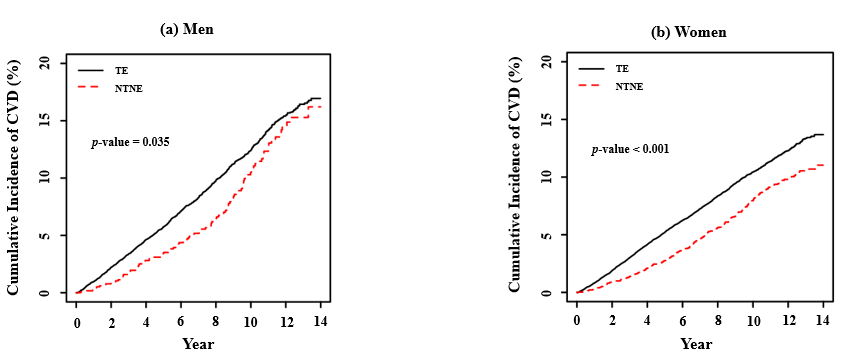 (a) Men
Cumulative Incidence of CVD (%)
20
15
10
5
0
TE
NTNE
p-value = 0.035
0 2 4 6 8 10 12 14
Year
(b) Women
Cumulative Incidence of CVD (%)
20
15
10
5
0
TE
NTNE
p-value < 0.001
0 2 4 6 8 10 12 14
Year